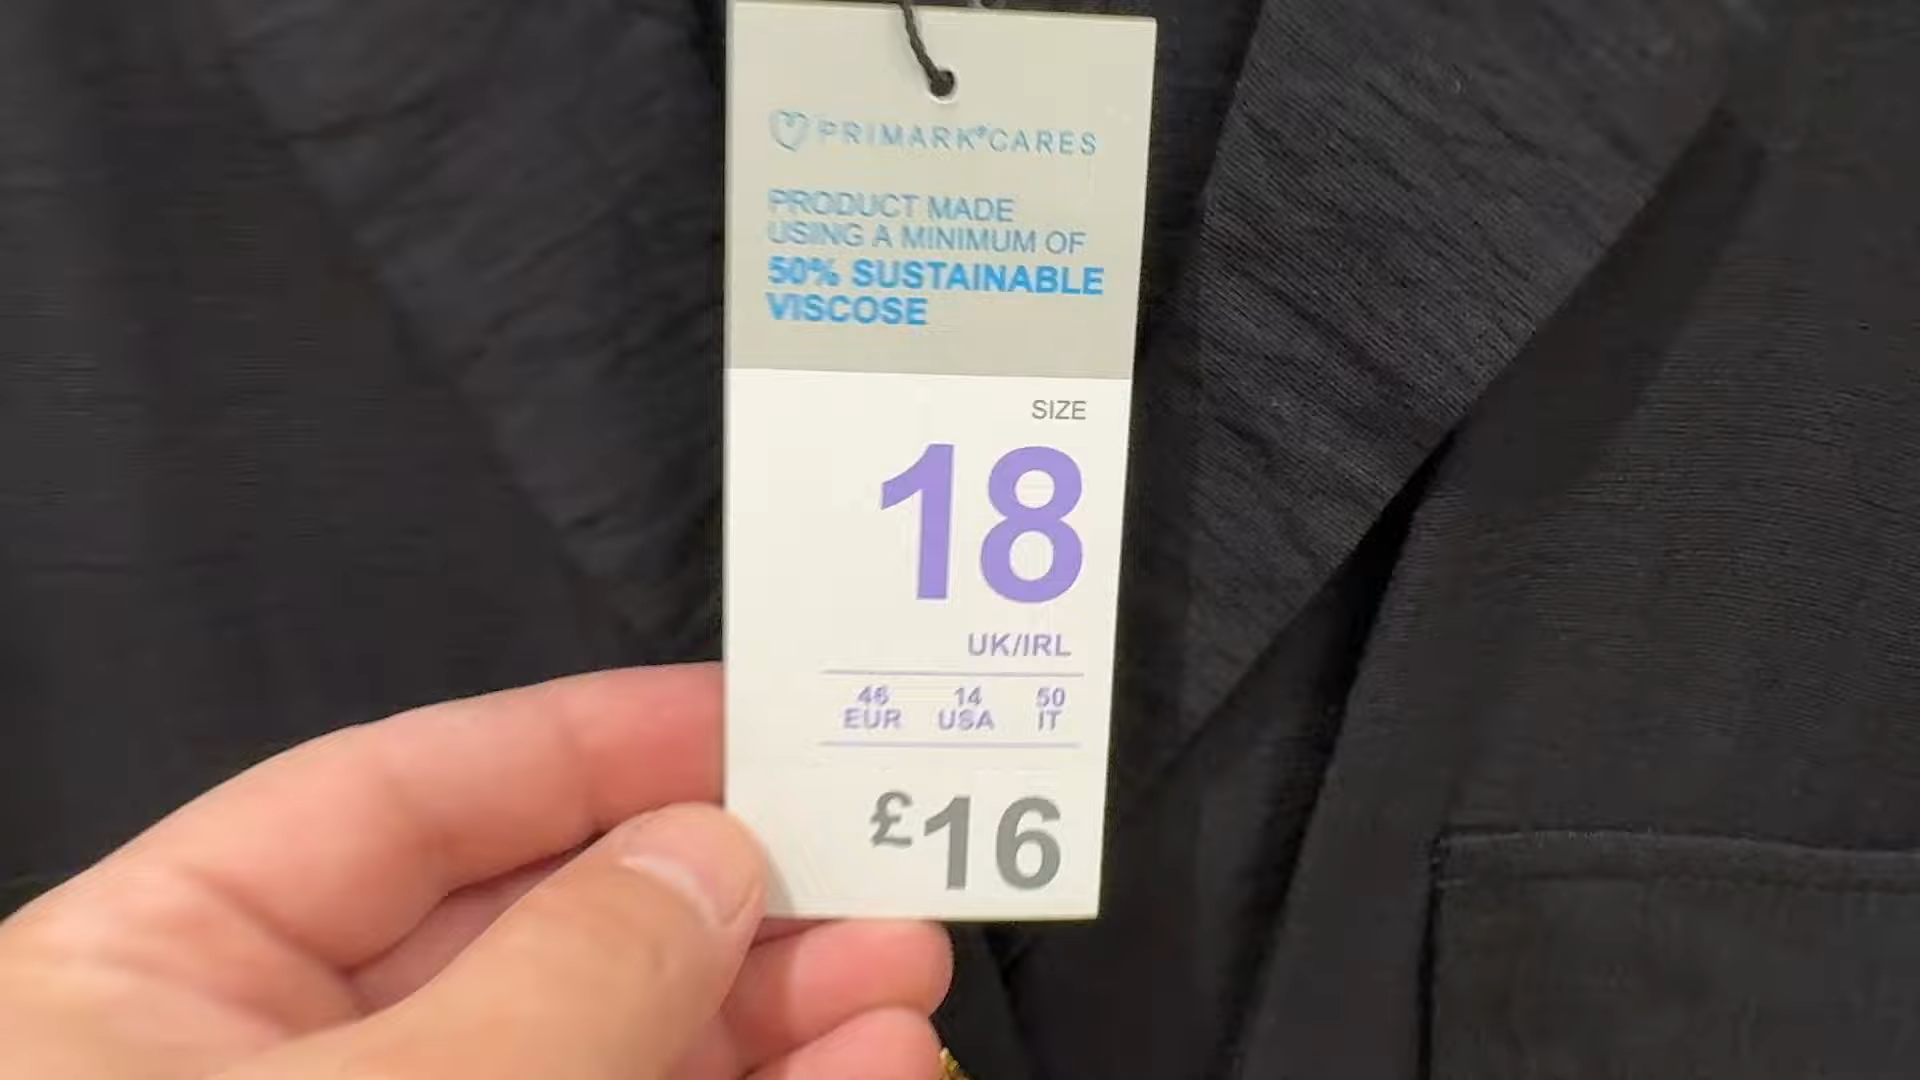 PRIMARK®CARES
PRODUCT MADE
USING A MINIMUM OF
50% SUSTAINABLE
VISCOSE
SIZE
18
UK/IRL
46 14 50
EUR USA IT
£16